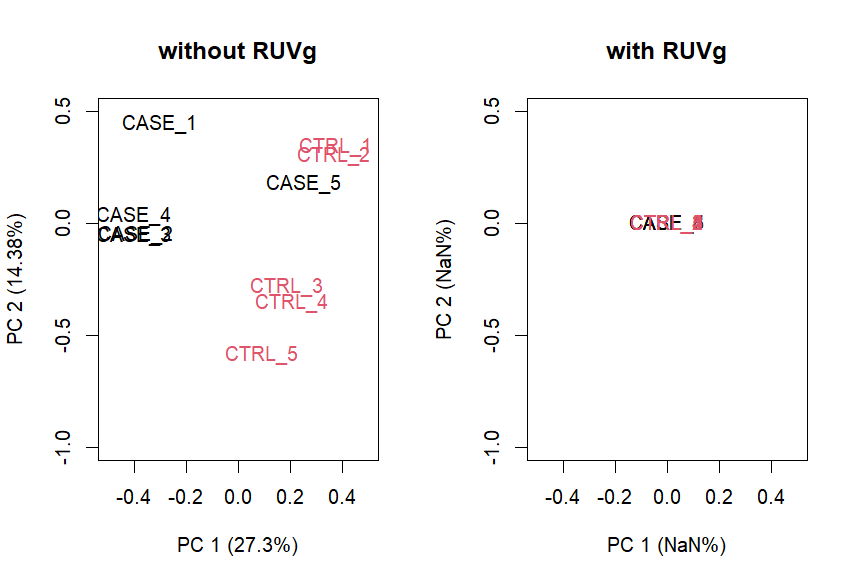 without RUVg
0.5
0.0
-0.5
-1.0
PC 2 (14.38%)
CASE_1
CTRL_1
CTRL_2
CASE_5
CASE_4
CTRL_3
CTRL_4
CTRL_5
-0.4 -0.2 0.0 0.2 0.4
PC 1 (27.3%)
with RUVg
0.5
0.0
-0.5
-1.0
PC 2 (NaN%)
-0.4 -0.2 0.0 0.2 0.4
PC 1 (NaN%)